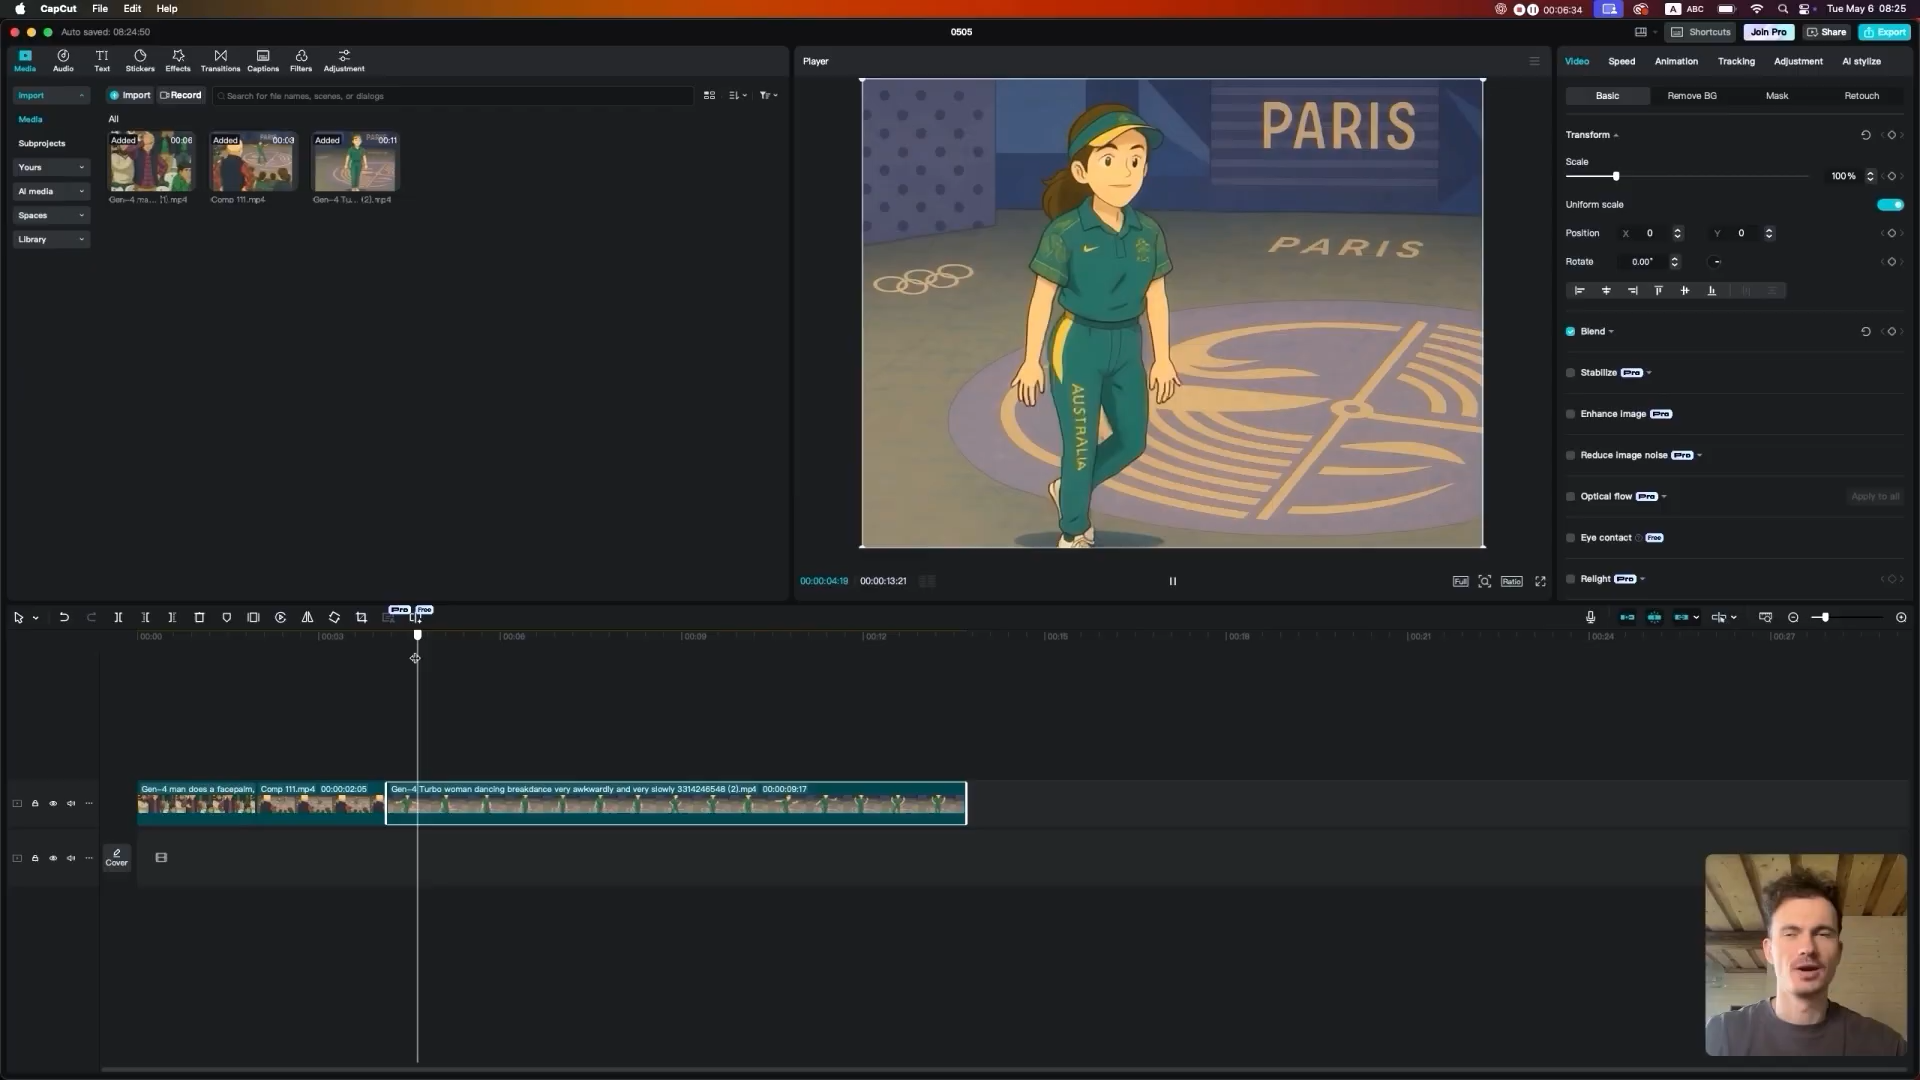 CapCut File Edit Help
00:06:34 A ABC Tue May 6 08:25
Auto saved: 08:24:50
0505
Shortcuts Join Pro Share Export
Media Audio Text Stickers Effects Transitions Captions Filters Adjustment
Import
Media
Subprojects
Yours
AI media
Spaces
Library
Import Record Search for file names, scenes, or dialogs
All
Added 00:06
Added 00:03
Added 00:11
Gen-4 ma... (1).mp4
Comp 111.mp4
Gen-4 Tu... (2).mp4
Player
PARIS
PARIS
AUSTRALIA
00:00:04:19 00:00:13:21
Full Ratio
Video Speed Animation Tracking Adjustment AI stylize
Basic Remove BG Mask Retouch
Transform
Scale
100%
Uniform scale
Position X 0 Y 0
Rotate 0.00°
Blend
Stabilize Pro
Enhance image Pro
Reduce image noise Pro
Optical flow Pro Apply to all
Eye contact Free
Relight Pro
Pro Free
00:00 00:03 00:06 00:09 00:12 00:15 00:18 00:21 00:24 00:27
Gen-4 man does a facepalm,
Comp 111.mp4 00:00:02:05
Gen-4 Turbo woman dancing breakdance very awkwardly and very slowly 3314246548 (2).mp4 00:00:09:17
Cover